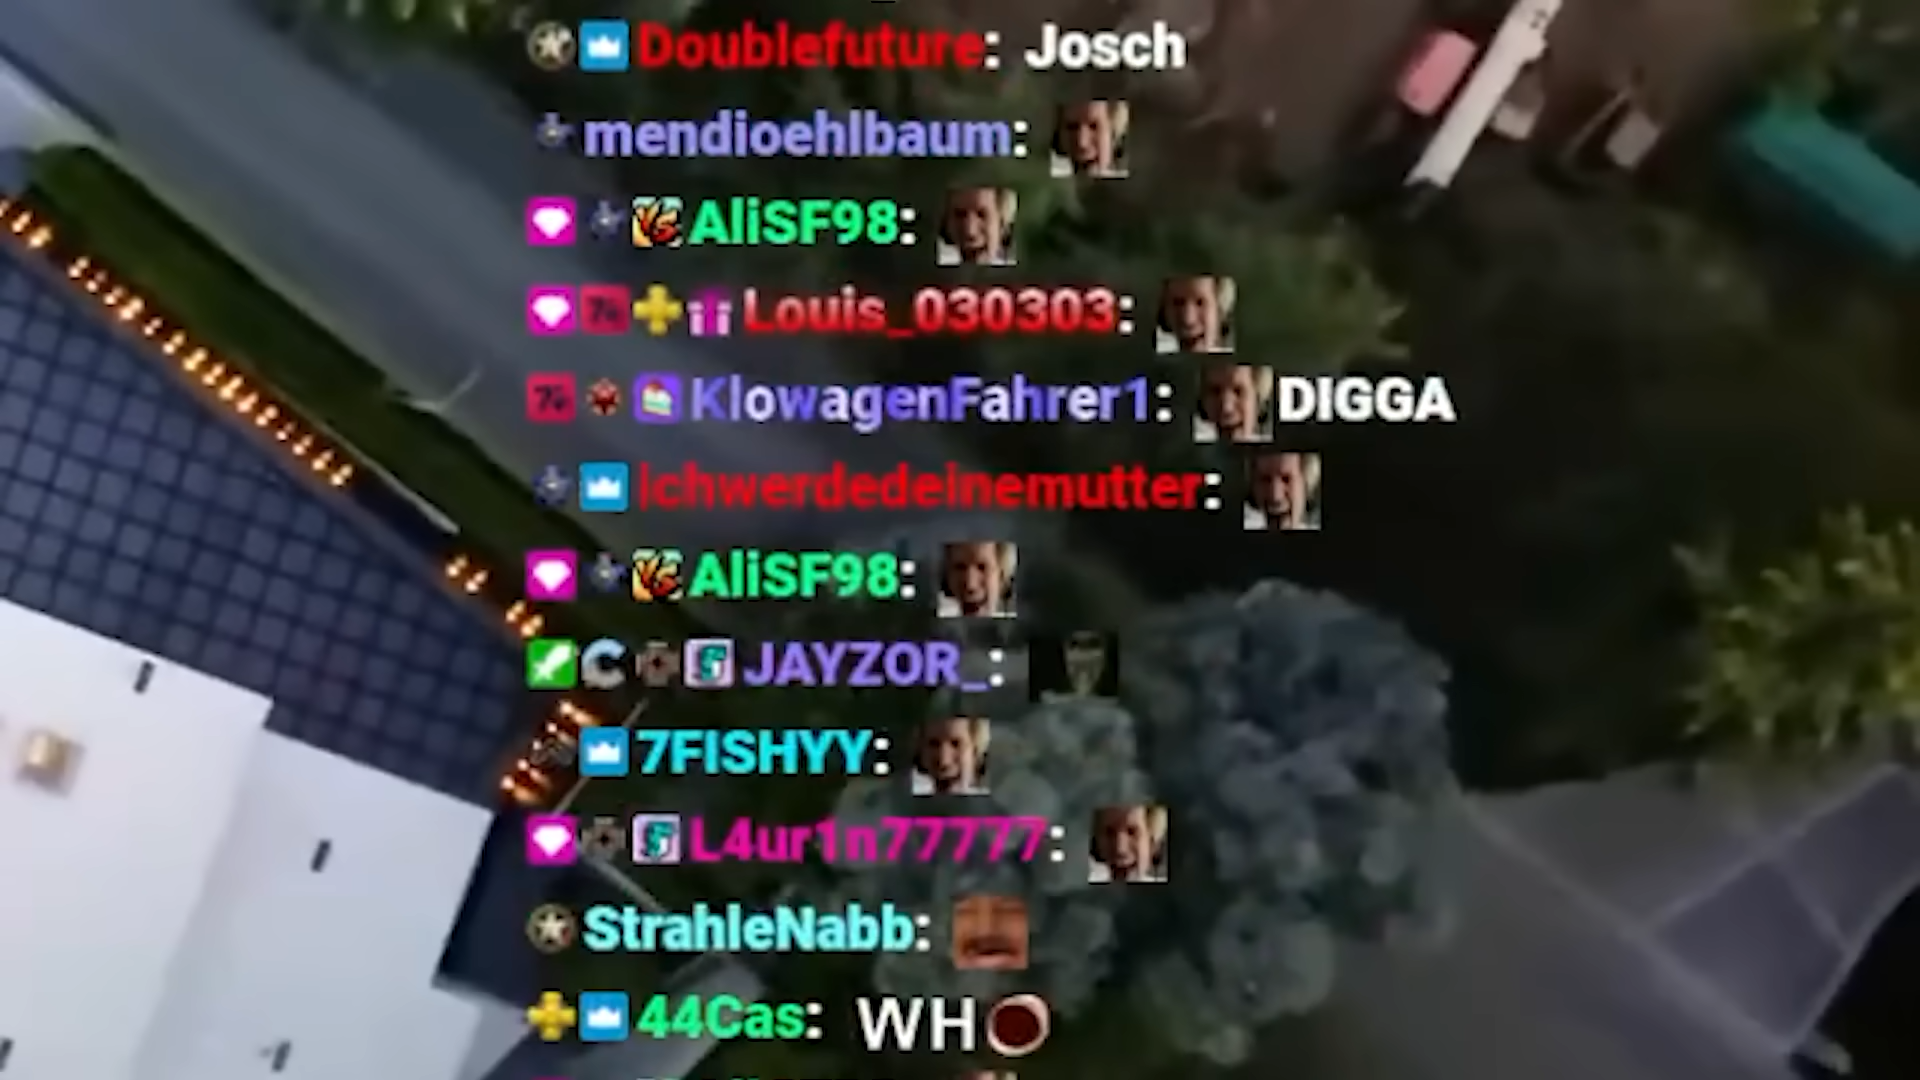 Doublefuture: Josch
mendioehlbaum:
AliSF98:
Louis_030303:
KlowagenFahrer1: DIGGA
Ichwerdedeinemutter:
AliSF98:
JAYZOR_:
7FISHYY:
L4ur1n77777:
StrahleNabb:
44Cas: WH